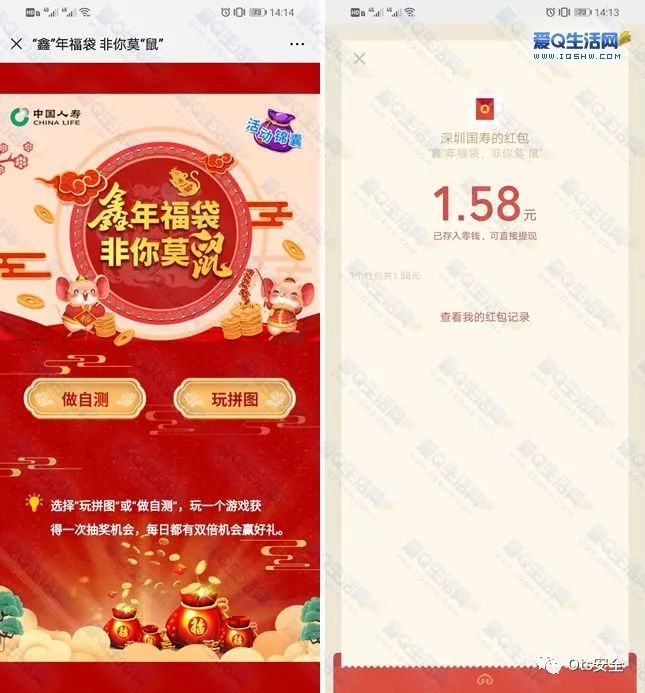 14:14
"鑫"年福袋 非你莫"鼠"
中国人寿
CHINA LIFE
活动锦囊
鑫年福袋
非你莫鼠
做自测
玩拼图
选择"玩拼图"或"做自测"，玩一个游戏获
得一次抽奖机会，每日都有双倍机会赢好礼。
福
福
福
14:13
爱Q生活网
www.iqshw.com
深圳国寿的红包
"鑫"年福袋，非你莫"鼠"
1.58元
已存入零钱，可直接提现
1个红包共1.58元
查看我的红包记录
Ots安全